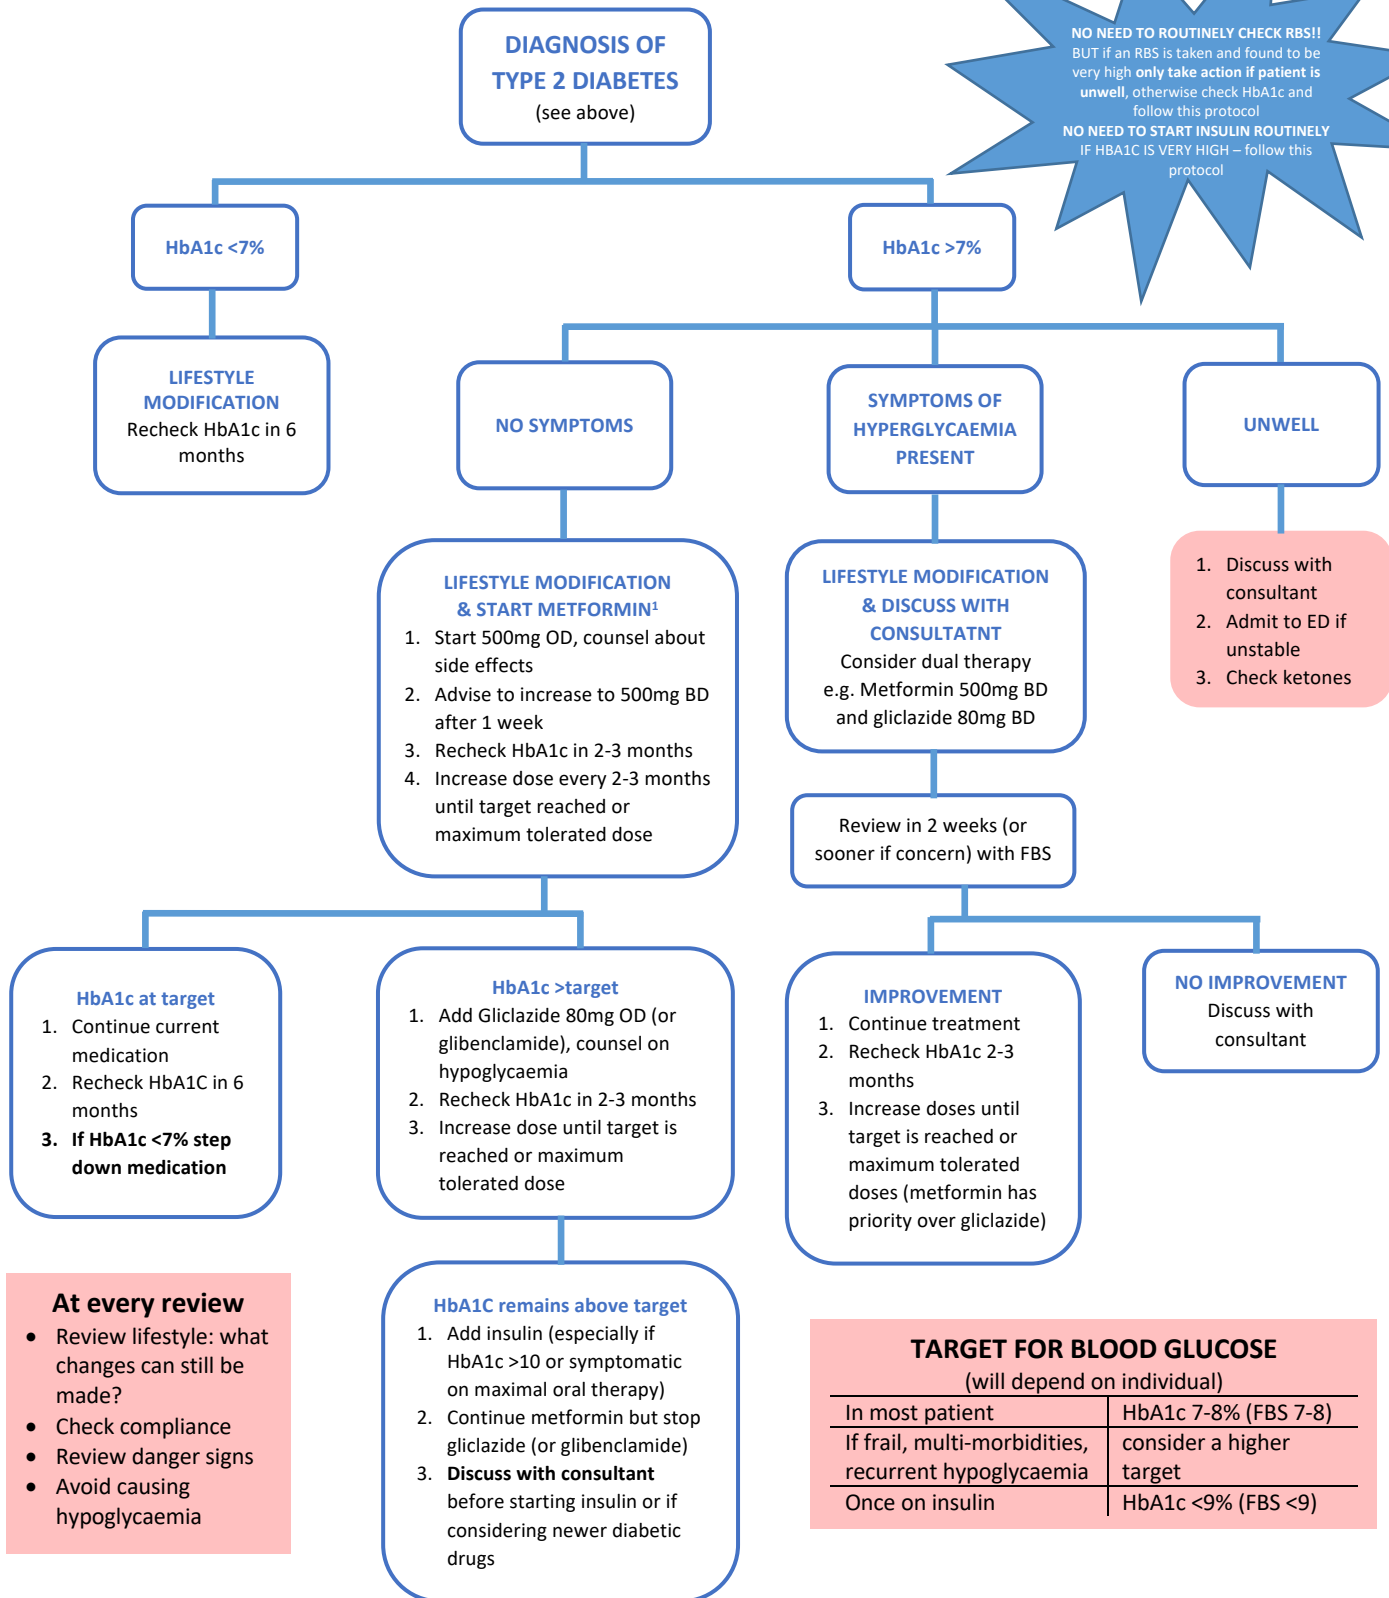 DIAGNOSIS OF
TYPE 2 DIABETES
(see above)
NO NEED TO ROUTINELY CHECK RBS!!
BUT if an RBS is taken and found to be
very high only take action if patient is
unwell, otherwise check HbA1c and
follow this protocol
NO NEED TO START INSULIN ROUTINELY
IF HBA1C IS VERY HIGH – follow this
protocol
HbA1c <7%
HbA1c >7%
LIFESTYLE
MODIFICATION
Recheck HbA1c in 6
months
NO SYMPTOMS
SYMPTOMS OF
HYPERGLYCAEMIA
PRESENT
UNWELL
LIFESTYLE MODIFICATION
& START METFORMIN¹
1. Start 500mg OD, counsel about
side effects
2. Advise to increase to 500mg BD
after 1 week
3. Recheck HbA1c in 2-3 months
4. Increase dose every 2-3 months
until target reached or
maximum tolerated dose
LIFESTYLE MODIFICATION
& DISCUSS WITH
CONSULTATNT
Consider dual therapy
e.g. Metformin 500mg BD
and gliclazide 80mg BD
1. Discuss with
consultant
2. Admit to ED if
unstable
3. Check ketones
Review in 2 weeks (or
sooner if concern) with FBS
HbA1c at target
1. Continue current
medication
2. Recheck HbA1C in 6
months
3. If HbA1c <7% step
down medication
HbA1c >target
1. Add Gliclazide 80mg OD (or
glibenclamide), counsel on
hypoglycaemia
2. Recheck HbA1c in 2-3 months
3. Increase dose until target is
reached or maximum
tolerated dose
IMPROVEMENT
1. Continue treatment
2. Recheck HbA1c 2-3
months
3. Increase doses until
target is reached or
maximum tolerated
doses (metformin has
priority over gliclazide)
NO IMPROVEMENT
Discuss with
consultant
At every review
• Review lifestyle: what
changes can still be
made?
• Check compliance
• Review danger signs
• Avoid causing
hypoglycaemia
HbA1C remains above target
1. Add insulin (especially if
HbA1c >10 or symptomatic
on maximal oral therapy)
2. Continue metformin but stop
gliclazide (or glibenclamide)
3. Discuss with consultant
before starting insulin or if
considering newer diabetic
drugs
TARGET FOR BLOOD GLUCOSE
(will depend on individual)
In most patient HbA1c 7-8% (FBS 7-8)
If frail, multi-morbidities, consider a higher
recurrent hypoglycaemia target
Once on insulin HbA1c <9% (FBS <9)